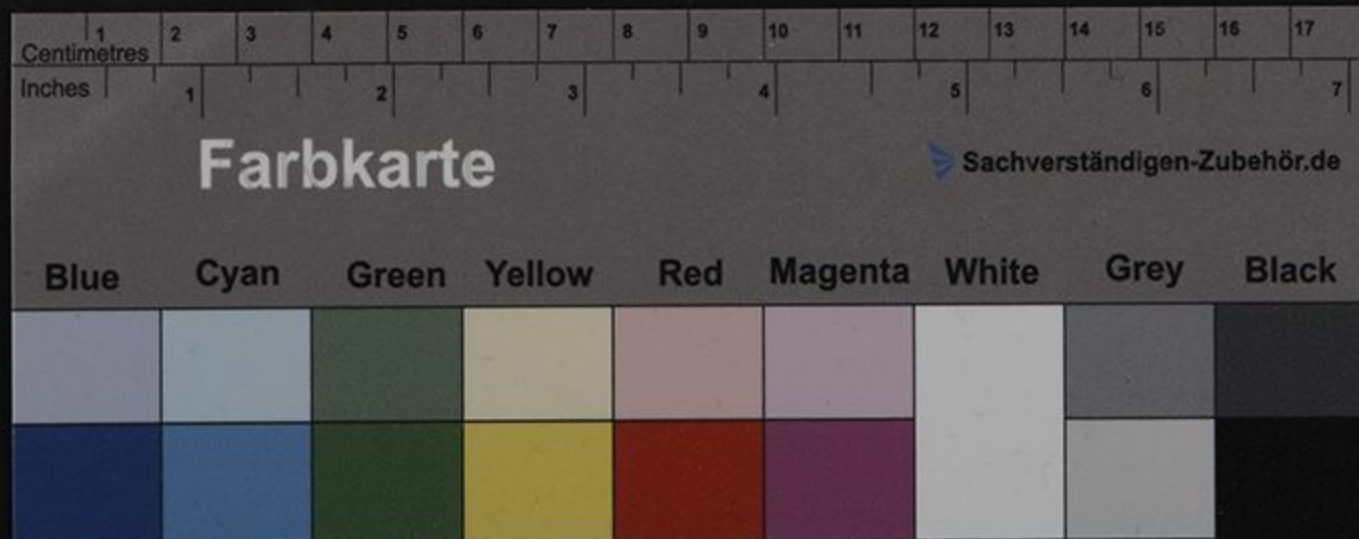 1 2 3 4 5 6 7 8 9 10 11 12 13 14 15 16 17
Centimetres
Inches 1 2 3 4 5 6 7
Farbkarte
Sachverständigen-Zubehör.de
Blue Cyan Green Yellow Red Magenta White Grey Black